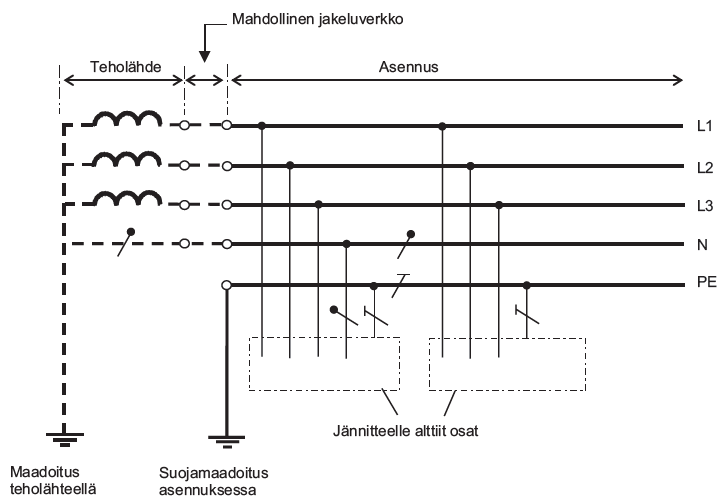 Mahdollinen jakeluverkko
Teholähde
Asennus
L1
L2
L3
N
PE
Jännitteelle alttiit osat
Maadoitus
teholähteellä
Suojamaadoitus
asennuksessa